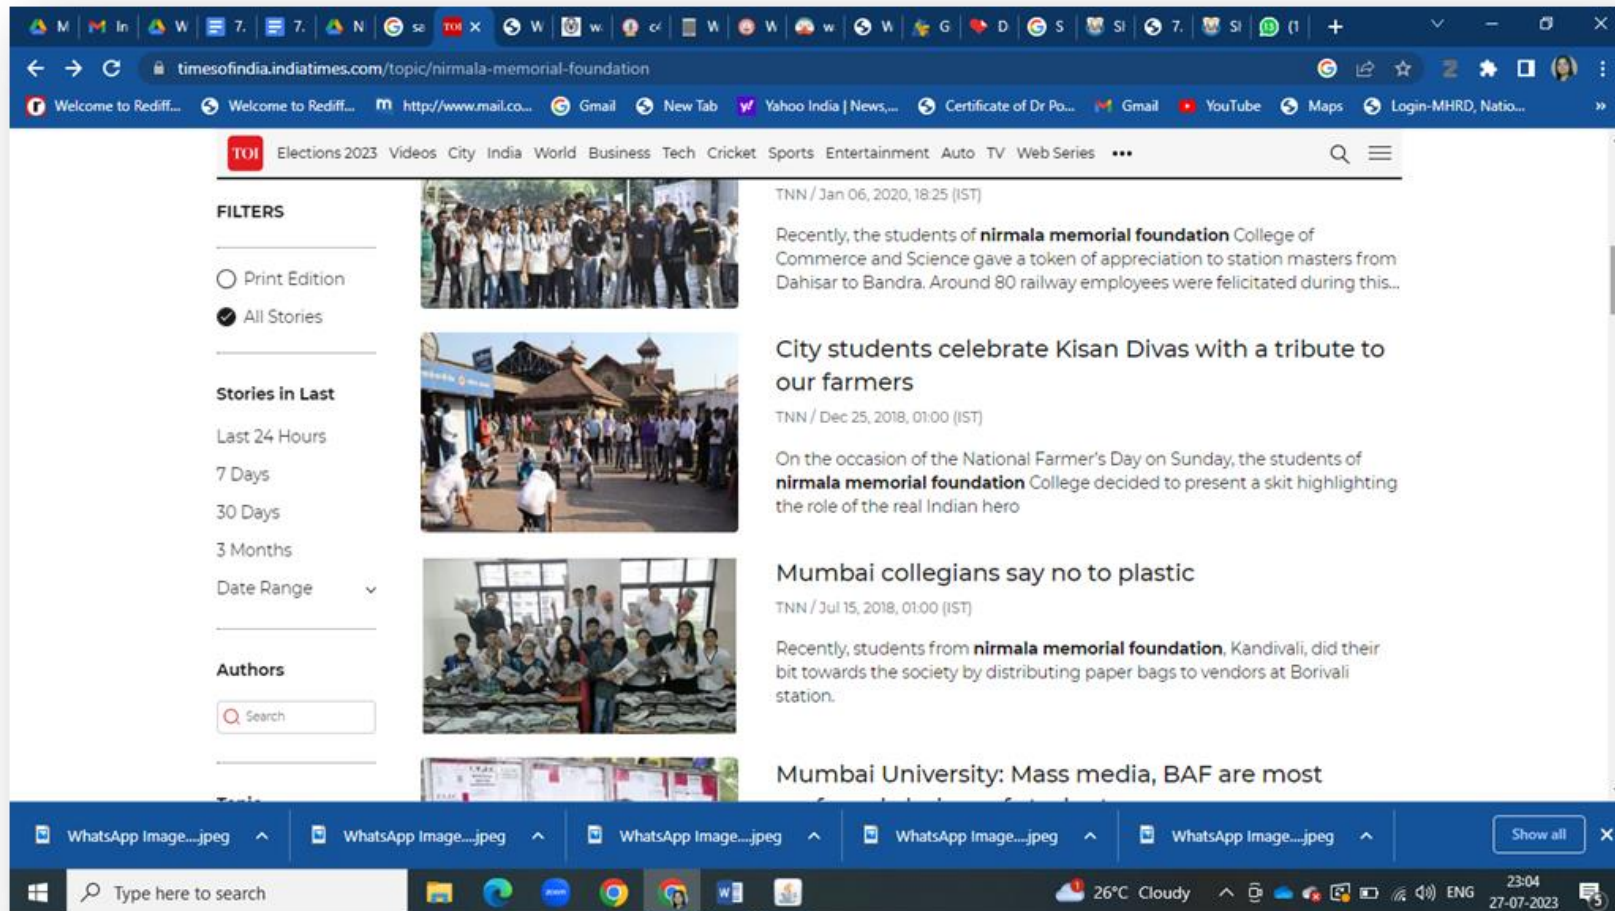 M In W 7. 7. N sa TOI W w. W W w W G D S SI 7. SI (1
timesofindia.indiatimes.com/topic/nirmala-memorial-foundation
Welcome to Rediff... Welcome to Rediff... http://www.mail.co... Gmail New Tab Yahoo India | News,... Certificate of Dr Po... Gmail YouTube Maps Login-MHRD, Natio... »
TOI Elections 2023 Videos City India World Business Tech Cricket Sports Entertainment Auto TV Web Series •••
FILTERS
Print Edition
All Stories
Stories in Last
Last 24 Hours
7 Days
30 Days
3 Months
Date Range
Authors
Search
TNN / Jan 06, 2020, 18:25 (IST)
Recently, the students of nirmala memorial foundation College of
Commerce and Science gave a token of appreciation to station masters from
Dahisar to Bandra. Around 80 railway employees were felicitated during this...
City students celebrate Kisan Divas with a tribute to
our farmers
TNN / Dec 25, 2018, 01:00 (IST)
On the occasion of the National Farmer's Day on Sunday, the students of
nirmala memorial foundation College decided to present a skit highlighting
the role of the real Indian hero
Mumbai collegians say no to plastic
TNN / Jul 15, 2018, 01:00 (IST)
Recently, students from nirmala memorial foundation, Kandivali, did their
bit towards the society by distributing paper bags to vendors at Borivali
station.
Mumbai University: Mass media, BAF are most
WhatsApp Image....jpeg WhatsApp Image....jpeg WhatsApp Image....jpeg WhatsApp Image....jpeg WhatsApp Image....jpeg Show all
Type here to search
26°C Cloudy ENG
23:04
27-07-2023
5